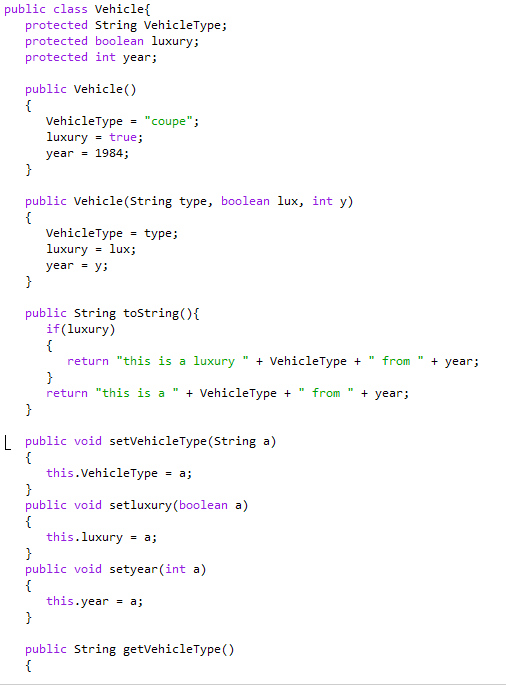 public class Vehicle{
protected String VehicleType;
protected boolean luxury;
protected int year;
public Vehicle()
{
VehicleType = "coupe";
luxury = true;
year = 1984;
}
public Vehicle(String type, boolean lux, int y)
{
VehicleType = type;
luxury = lux;
year = y;
}
public String toString(){
if(luxury)
{
return "this is a luxury " + VehicleType + " from " + year;
}
return "this is a " + VehicleType + " from " + year;
}
public void setVehicleType(String a)
{
this.VehicleType = a;
}
public void setluxury(boolean a)
{
this.luxury = a;
}
public void setyear(int a)
{
this.year = a;
}
public String getVehicleType()
{